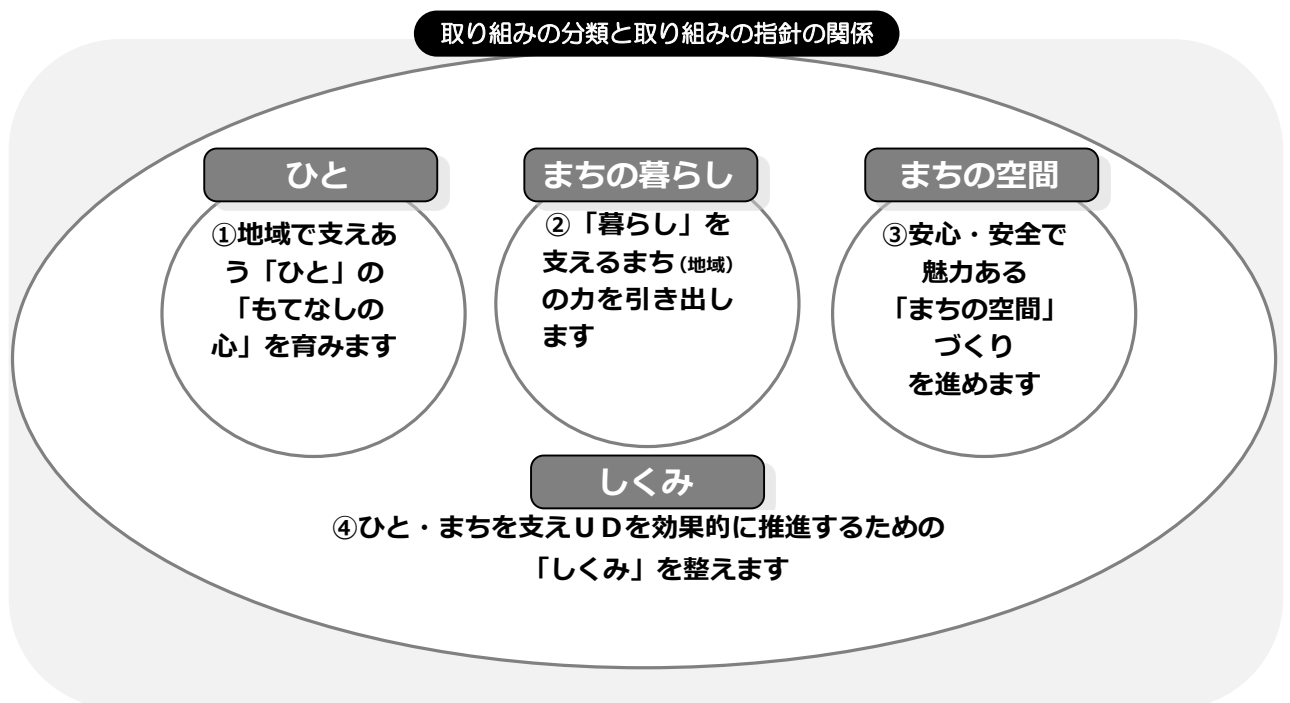 取り組みの分類と取り組みの指針の関係
ひと
①地域で支えあ
う「ひと」の
「もてなしの
心」を育みます
まちの暮らし
②「暮らし」を
支えるまち(地域)
の力を引き出し
ます
まちの空間
③安心・安全で
魅力ある
「まちの空間」
づくり
を進めます
しくみ
④ひと・まちを支えUDを効果的に推進するための
「しくみ」を整えます